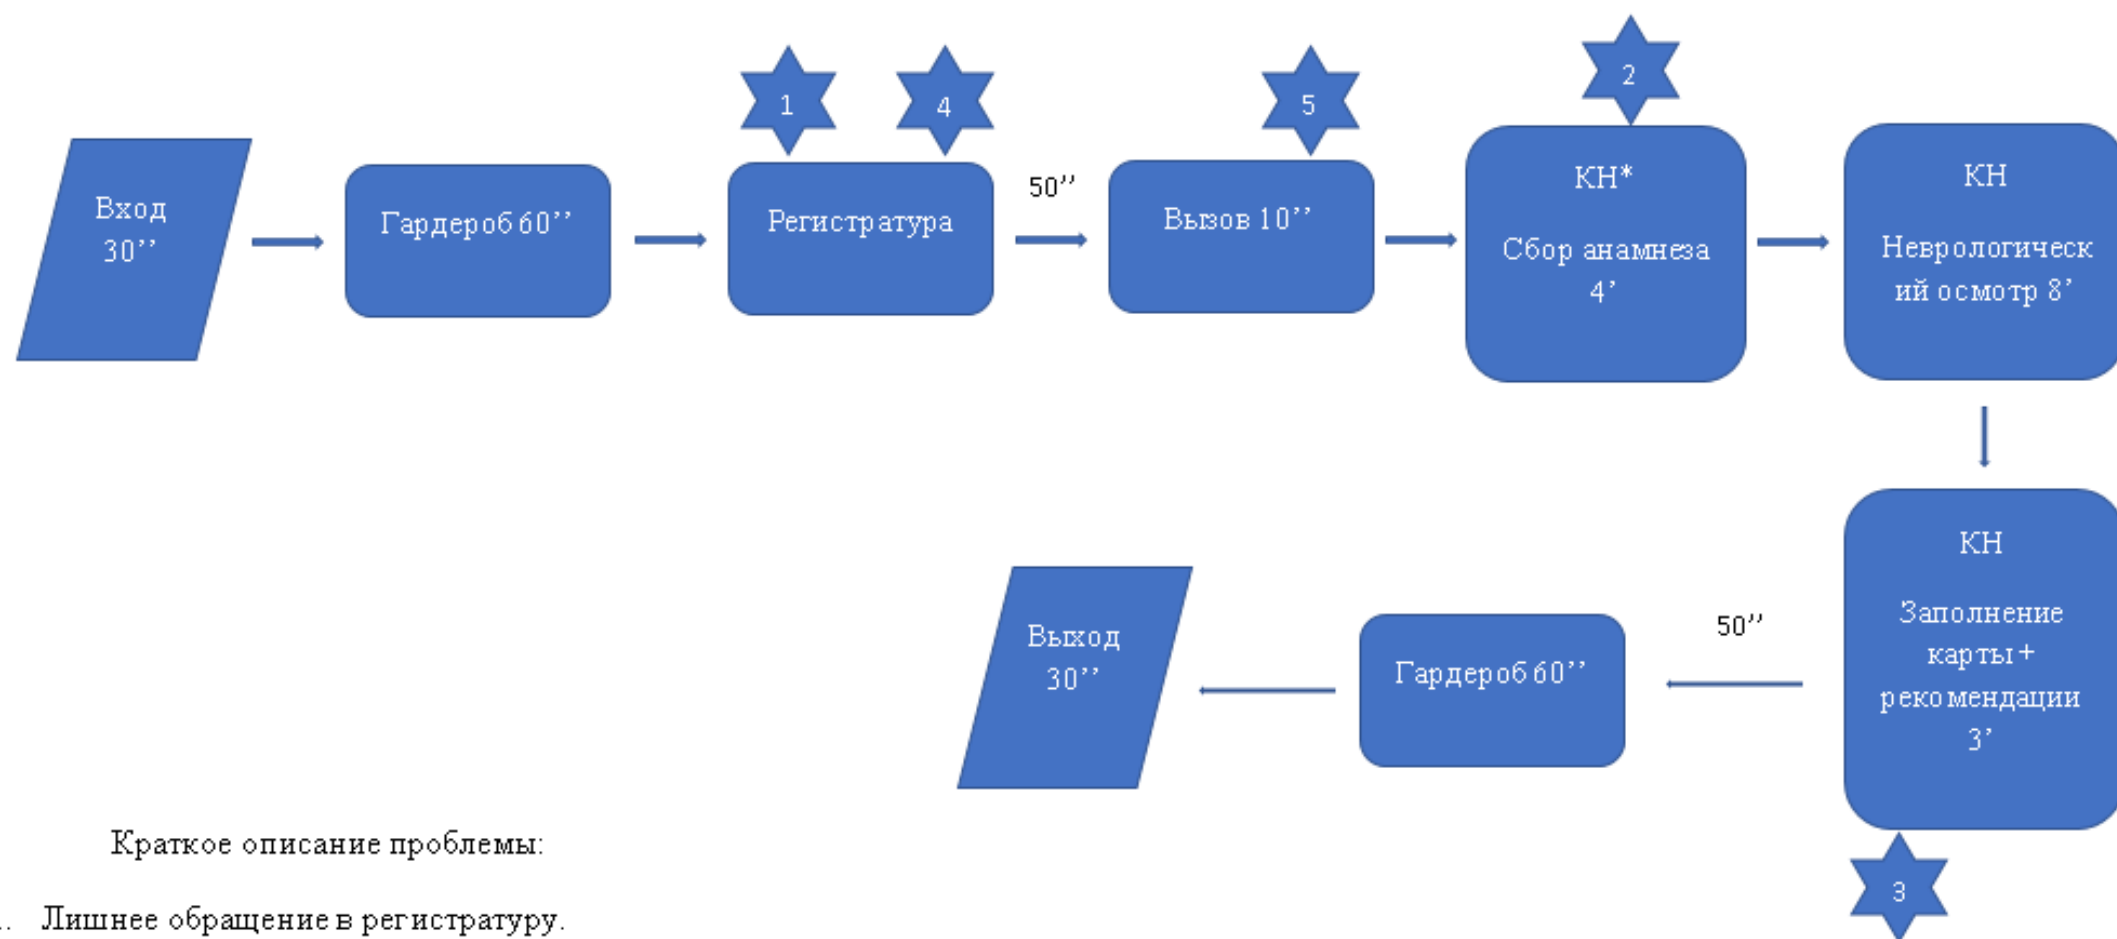 1
4
5
2
Вход
30’’
Гардероб 60’’
Регистратура
50’’
Вызов 10’’
КН*
Сбор анамнеза
4’
КН
Неврологическ
ий осмотр 8’
КН
Заполнение
карты +
рекомендации
3’
50’’
Гардероб 60’’
Выход
30’’
3
Краткое описание проблемы:
. Лишнее обращение в регистратуру.